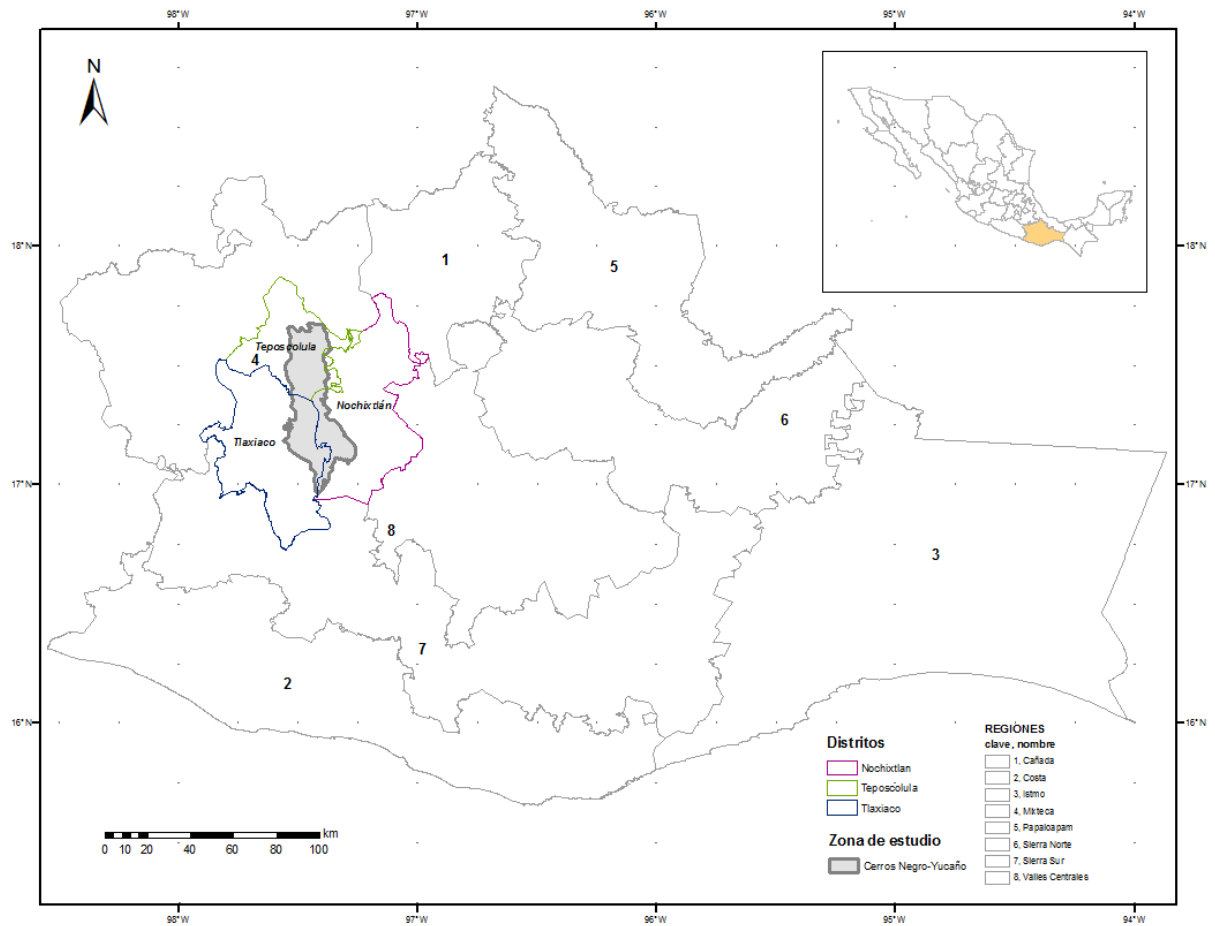 98°W 97°W 96°W 95°W 94°W
N
18°N 18°N
1
5
Teposcolula
4
Nochixtlán
6
Tlaxiaco
17°N 17°N
8
3
7
2
16°N 16°N
Distritos
Nochixtlan
Teposcolula
Tlaxiaco
Zona de estudio
Cerros Negro-Yucaño
REGIÓNES
clave, nombre
1, Cañada
2, Costa
3, Istmo
4, Mixteca
5, Papaloapam
6, Sierra Norte
7, Sierra Sur
8, Valles Centrales
km
0 10 20 40 60 80 100
98°W 97°W 96°W 95°W 94°W